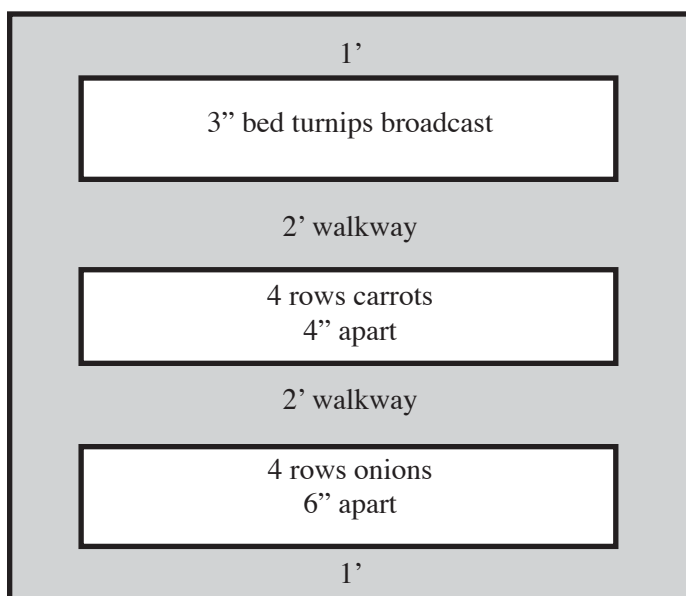 1’
3” bed turnips broadcast
2’ walkway
4 rows carrots
4” apart
2’ walkway
4 rows onions
6” apart
1’